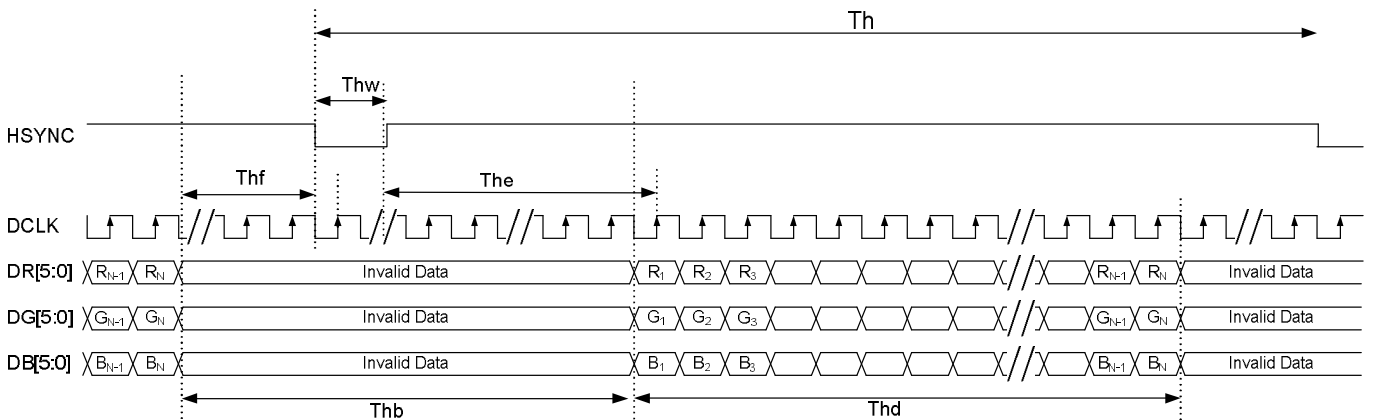 Th
Thw
HSYNC
Thf
The
DCLK
DR[5:0] RN-1 RN Invalid Data R1 R2 R3 RN-1 RN Invalid Data
DG[5:0] GN-1 GN Invalid Data G1 G2 G3 GN-1 GN Invalid Data
DB[5:0] BN-1 BN Invalid Data B1 B2 B3 BN-1 BN Invalid Data
Thb
Thd